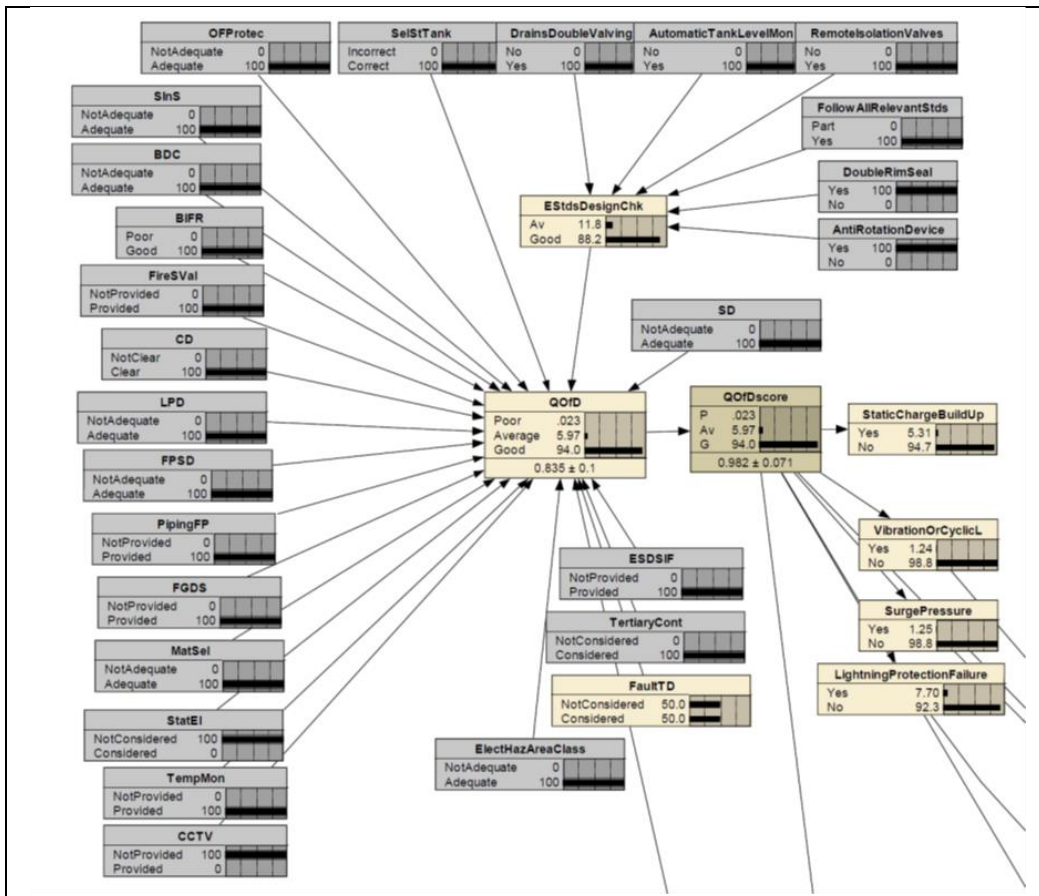 OFProtec
NotAdequate 0
Adequate 100
SelStTank
Incorrect 0
Correct 100
DrainsDoubleValving
No 0
Yes 100
AutomaticTankLevelMon
No 0
Yes 100
RemoteIsolationValves
No 0
Yes 100
SInS
NotAdequate 0
Adequate 100
FollowAllRelevantStds
Part 0
Yes 100
BDC
NotAdequate 0
Adequate 100
DoubleRimSeal
Yes 100
No 0
BIFR
Poor 0
Good 100
EStdsDesignChk
Av 11.8
Good 88.2
AntiRotationDevice
Yes 100
No 0
FireSVal
NotProvided 0
Provided 100
SD
NotAdequate 0
Adequate 100
CD
NotClear 0
Clear 100
LPD
NotAdequate 0
Adequate 100
QOfD
Poor .023
Average 5.97
Good 94.0
0.835 ± 0.1
QOfDscore
P .023
Av 5.97
G 94.0
0.982 ± 0.071
StaticChargeBuildUp
Yes 5.31
No 94.7
FPSD
NotAdequate 0
Adequate 100
PipingFP
NotProvided 0
Provided 100
VibrationOrCyclicL
Yes 1.24
No 98.8
ESDSIF
NotProvided 0
Provided 100
FGDS
NotProvided 0
Provided 100
SurgePressure
Yes 1.25
No 98.8
TertiaryCont
NotConsidered 0
Considered 100
MatSel
NotAdequate 0
Adequate 100
LightningProtectionFailure
Yes 7.70
No 92.3
FaultTD
NotConsidered 50.0
Considered 50.0
StatEl
NotConsidered 100
Considered 0
ElectHazAreaClass
NotAdequate 0
Adequate 100
TempMon
NotProvided 0
Provided 100
CCTV
NotProvided 100
Provided 0